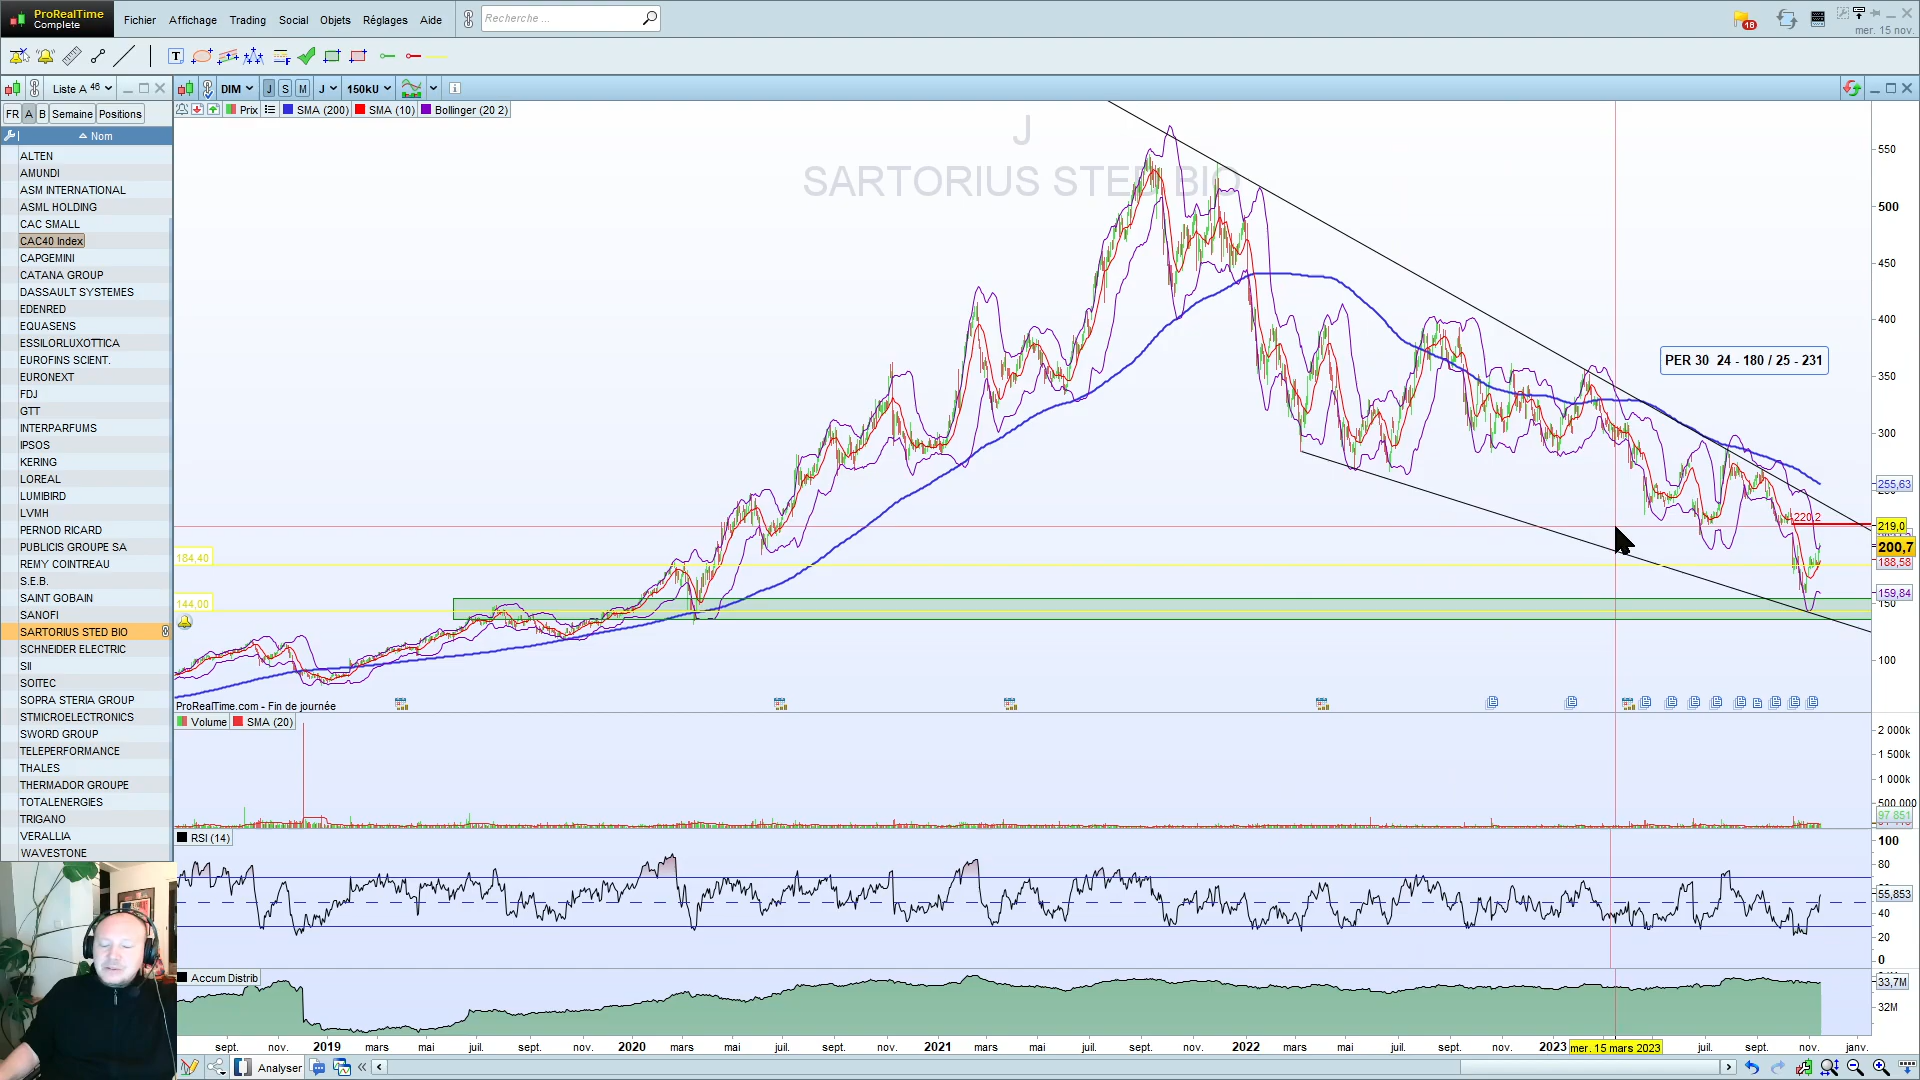 ProRealTime
Complete
Fichier Affichage Trading Social Objets Réglages Aide
Recherche ...
18
mer. 15 nov.
Liste A 46
DIM J S M J 150kU
FR A B Semaine Positions
Nom
Prix SMA (200) SMA (10) Bollinger (20 2)
J
SARTORIUS STED BIO
ALTEN
AMUNDI
ASM INTERNATIONAL
ASML HOLDING
CAC SMALL
CAC40 Index
CAPGEMINI
CATANA GROUP
DASSAULT SYSTEMES
EDENRED
EQUASENS
ESSILORLUXOTTICA
EUROFINS SCIENT.
EURONEXT
FDJ
GTT
INTERPARFUMS
IPSOS
KERING
LOREAL
LUMIBIRD
LVMH
PERNOD RICARD
PUBLICIS GROUPE SA
REMY COINTREAU
S.E.B.
SAINT GOBAIN
SANOFI
SARTORIUS STED BIO
SCHNEIDER ELECTRIC
SII
SOITEC
SOPRA STERIA GROUP
STMICROELECTRONICS
SWORD GROUP
TELEPERFORMANCE
THALES
THERMADOR GROUPE
TOTALENERGIES
TRIGANO
VERALLIA
WAVESTONE
PER 30 24 - 180 / 25 - 231
220,2
184,40
144,00
550
500
450
400
350
300
255,63
219,0
200,7
188,58
159,84
150
100
ProRealTime.com - Fin de journée
Volume SMA (20)
2 000k
1 500k
1 000k
500 000
97 851
RSI (14)
100
80
55,853
40
20
0
Accum Distrib
33,7M
32M
sept. nov. 2019 mars mai juil. sept. nov. 2020 mars mai juil. sept. nov. 2021 mars mai juil. sept. nov. 2022 mars mai juil. sept. nov. 2023 mer. 15 mars 2023 juil. sept. nov. janv.
Analyser